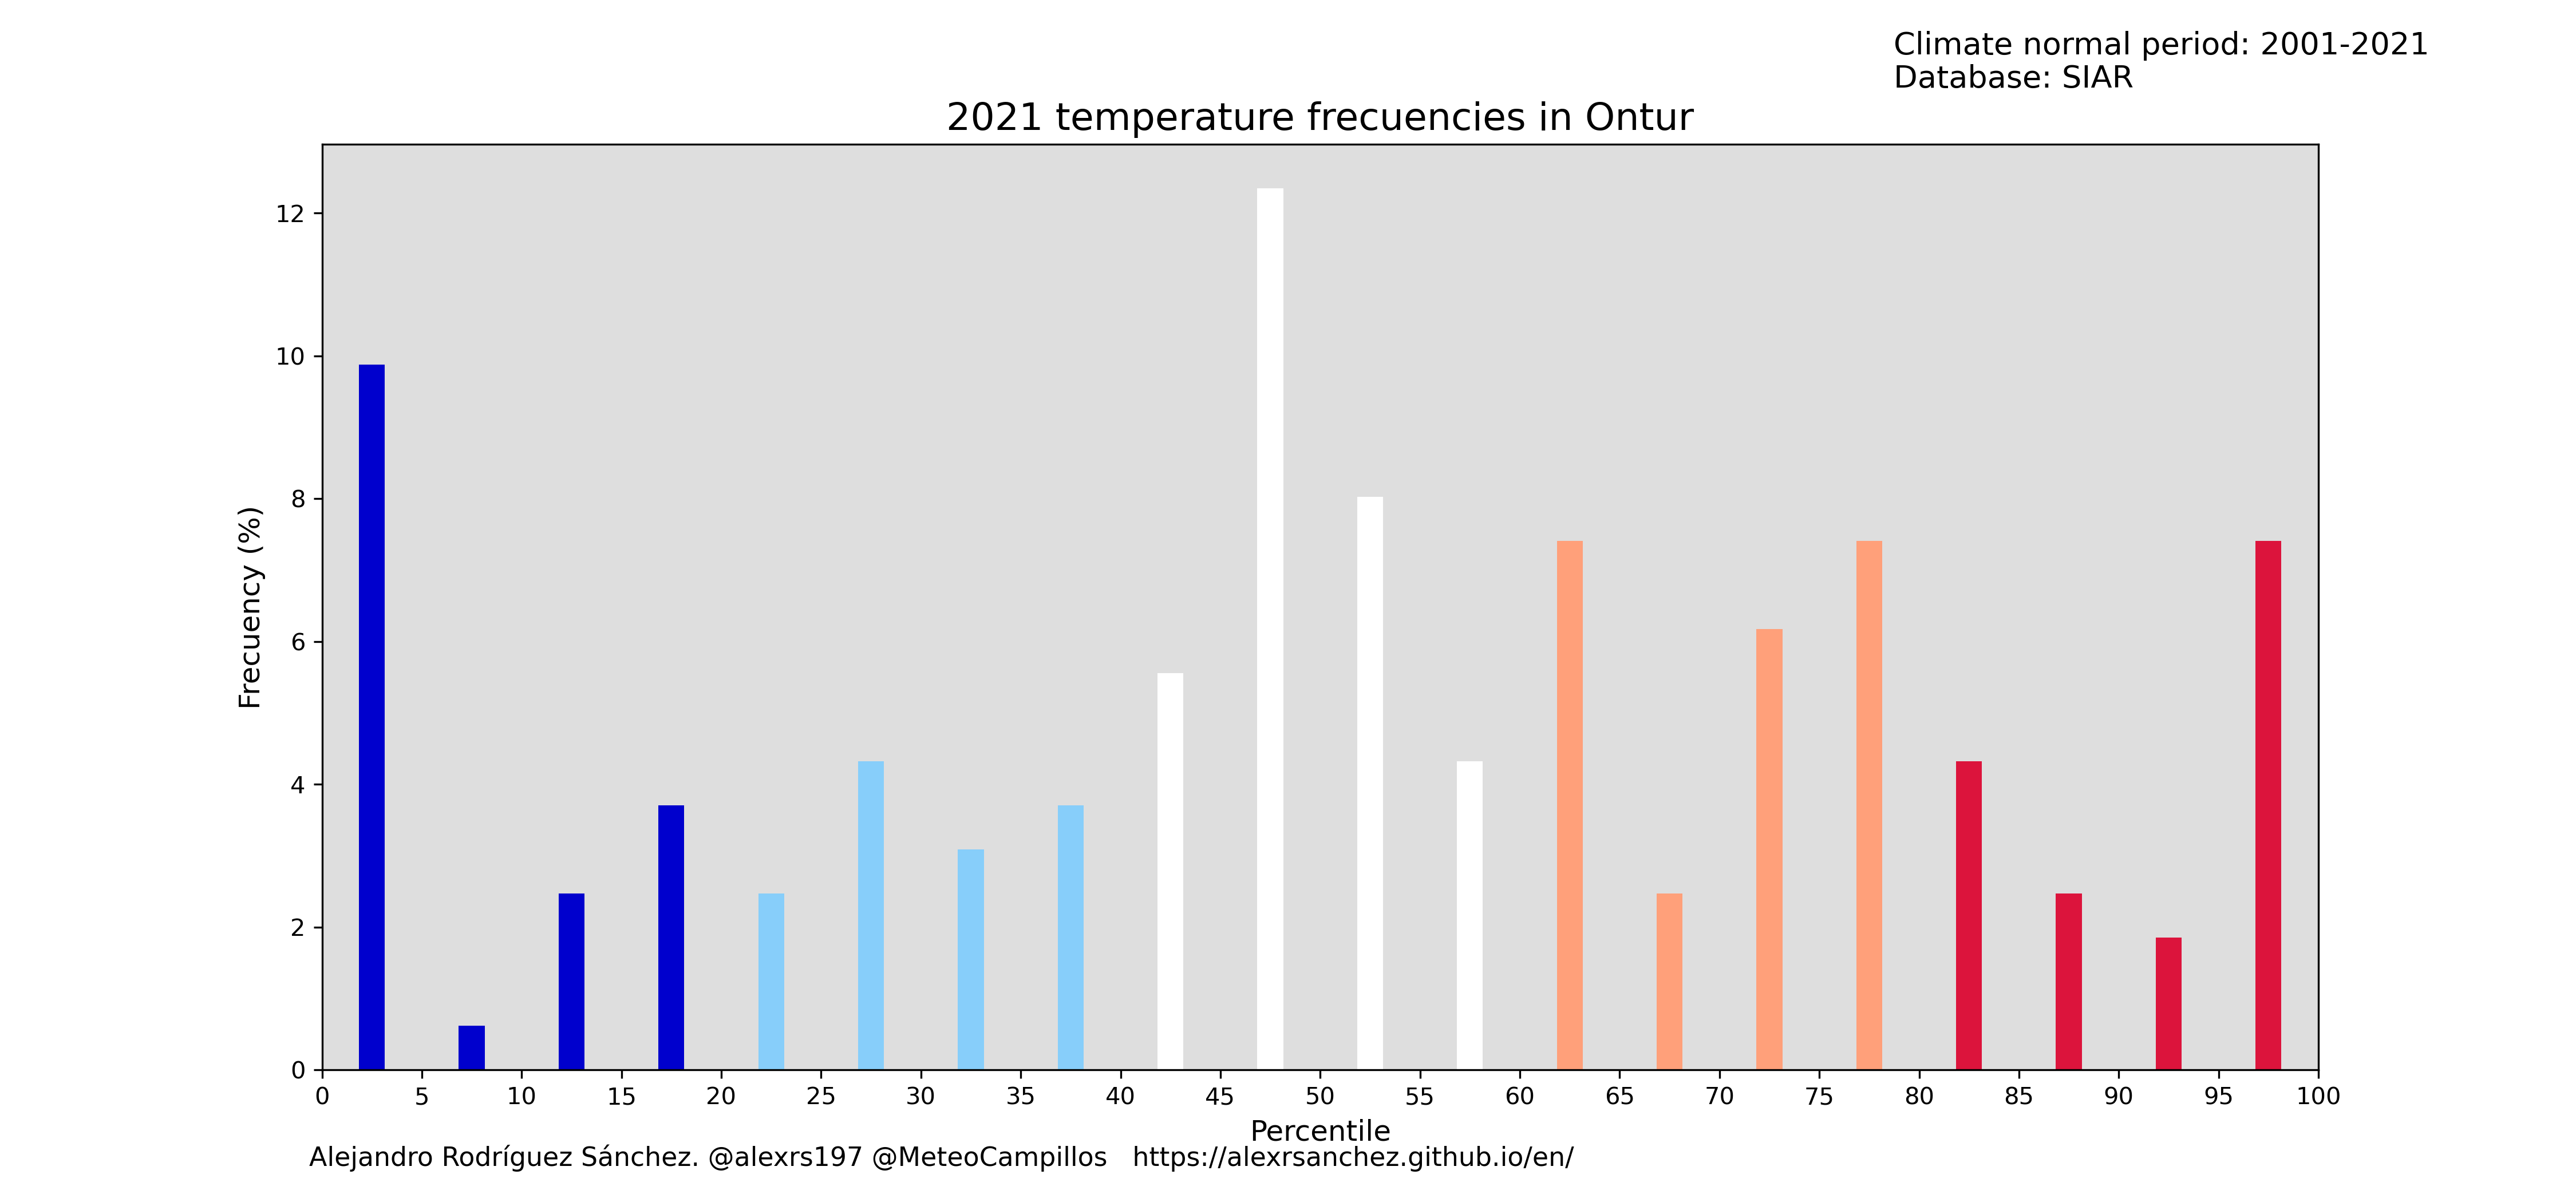 Climate normal period: 2001-2021
Database: SIAR
2021 temperature frecuencies in Ontur
Frecuency (%)
12
10
8
6
4
2
0
0 5 10 15 20 25 30 35 40 45 50 55 60 65 70 75 80 85 90 95 100
Percentile
Alejandro Rodríguez Sánchez. @alexrs197 @MeteoCampillos https://alexrsanchez.github.io/en/